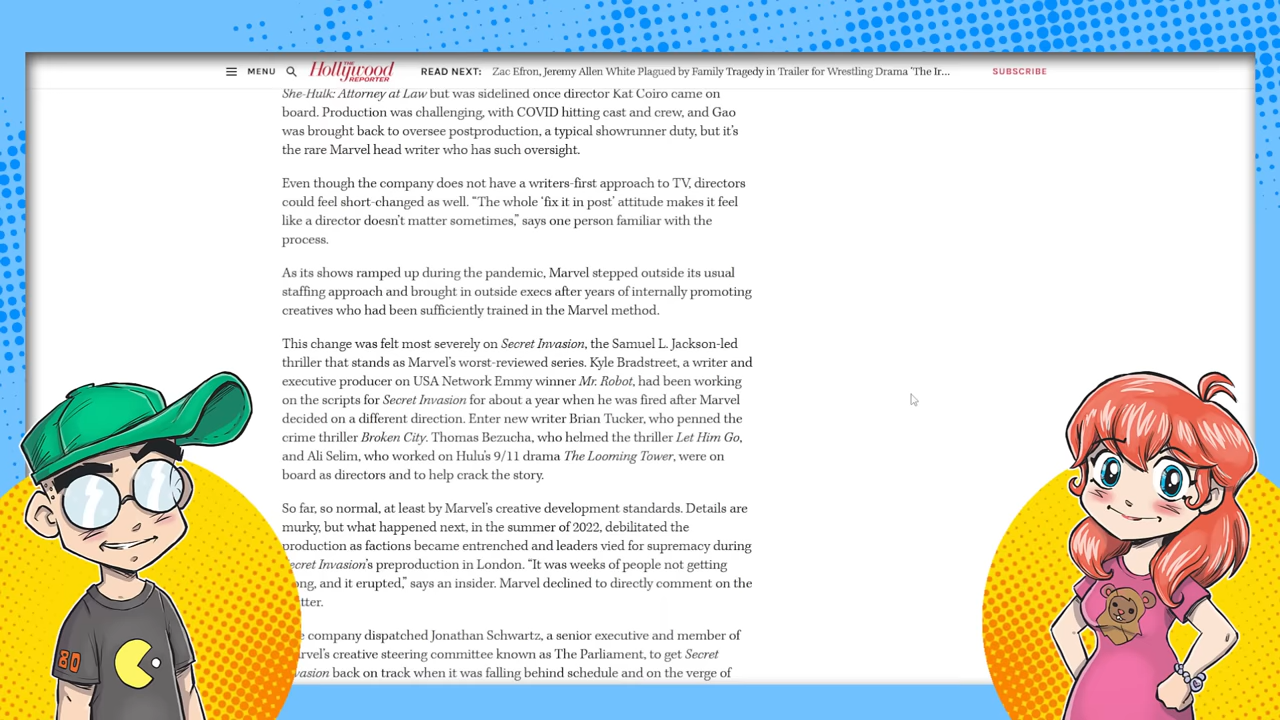 MENU
THE
Hollywood
REPORTER
READ NEXT: Zac Efron, Jeremy Allen White Plagued by Family Tragedy in Trailer for Wrestling Drama 'The Ir...
SUBSCRIBE
She-Hulk: Attorney at Law but was sidelined once director Kat Coiro came on
board. Production was challenging, with COVID hitting cast and crew, and Gao
was brought back to oversee postproduction, a typical showrunner duty, but it's
the rare Marvel head writer who has such oversight.
Even though the company does not have a writers-first approach to TV, directors
could feel short-changed as well. “The whole ‘fix it in post’ attitude makes it feel
like a director doesn't matter sometimes,” says one person familiar with the
process.
As its shows ramped up during the pandemic, Marvel stepped outside its usual
staffing approach and brought in outside execs after years of internally promoting
creatives who had been sufficiently trained in the Marvel method.
This change was felt most severely on Secret Invasion, the Samuel L. Jackson-led
thriller that stands as Marvel's worst-reviewed series. Kyle Bradstreet, a writer and
executive producer on USA Network Emmy winner Mr. Robot, had been working
on the scripts for Secret Invasion for about a year when he was fired after Marvel
decided on a different direction. Enter new writer Brian Tucker, who penned the
crime thriller Broken City. Thomas Bezucha, who helmed the thriller Let Him Go,
and Ali Selim, who worked on Hulu's 9/11 drama The Looming Tower, were on
board as directors and to help crack the story.
So far, so normal, at least by Marvel's creative development standards. Details are
murky, but what happened next, in the summer of 2022, debilitated the
production as factions became entrenched and leaders vied for supremacy during
ecret Invasion's preproduction in London. “It was weeks of people not getting
ong, and it erupted,” says an insider. Marvel declined to directly comment on the
tter.
e company dispatched Jonathan Schwartz, a senior executive and member of
arvel's creative steering committee known as The Parliament, to get Secret
vasion back on track when it was falling behind schedule and on the verge of
80